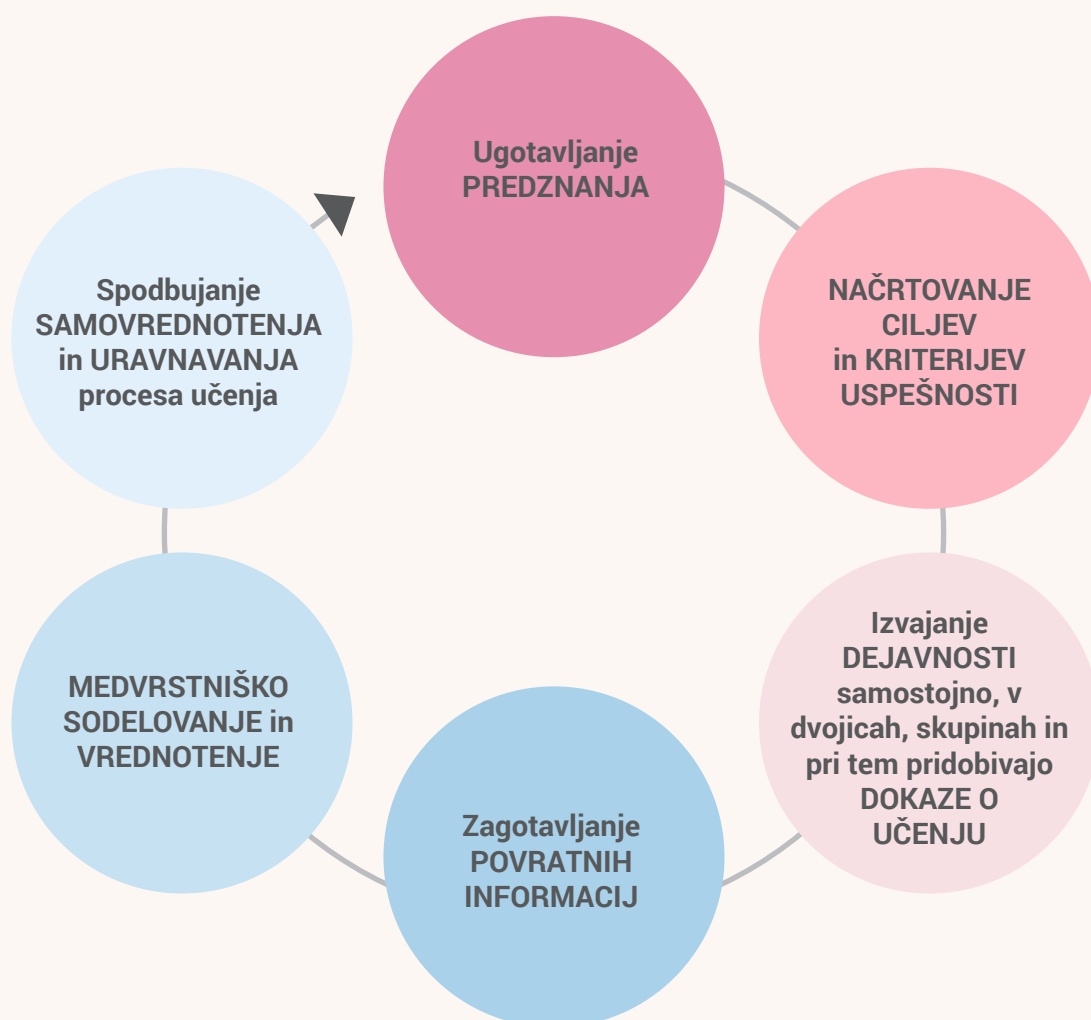 Ugotavljanje
PREDZNANJA
NAČRTOVANJE
CILJEV
in KRITERIJEV
USPEŠNOSTI
Izvajanje
DEJAVNOSTI
samostojno, v
dvojicah, skupinah in
pri tem pridobivajo
DOKAZE O
UČENJU
Zagotavljanje
POVRATNIH
INFORMACIJ
MEDVRSTNIŠKO
SODELOVANJE in
VREDNOTENJE
Spodbujanje
SAMOVREDNOTENJA
in URAVNAVANJA
procesa učenja